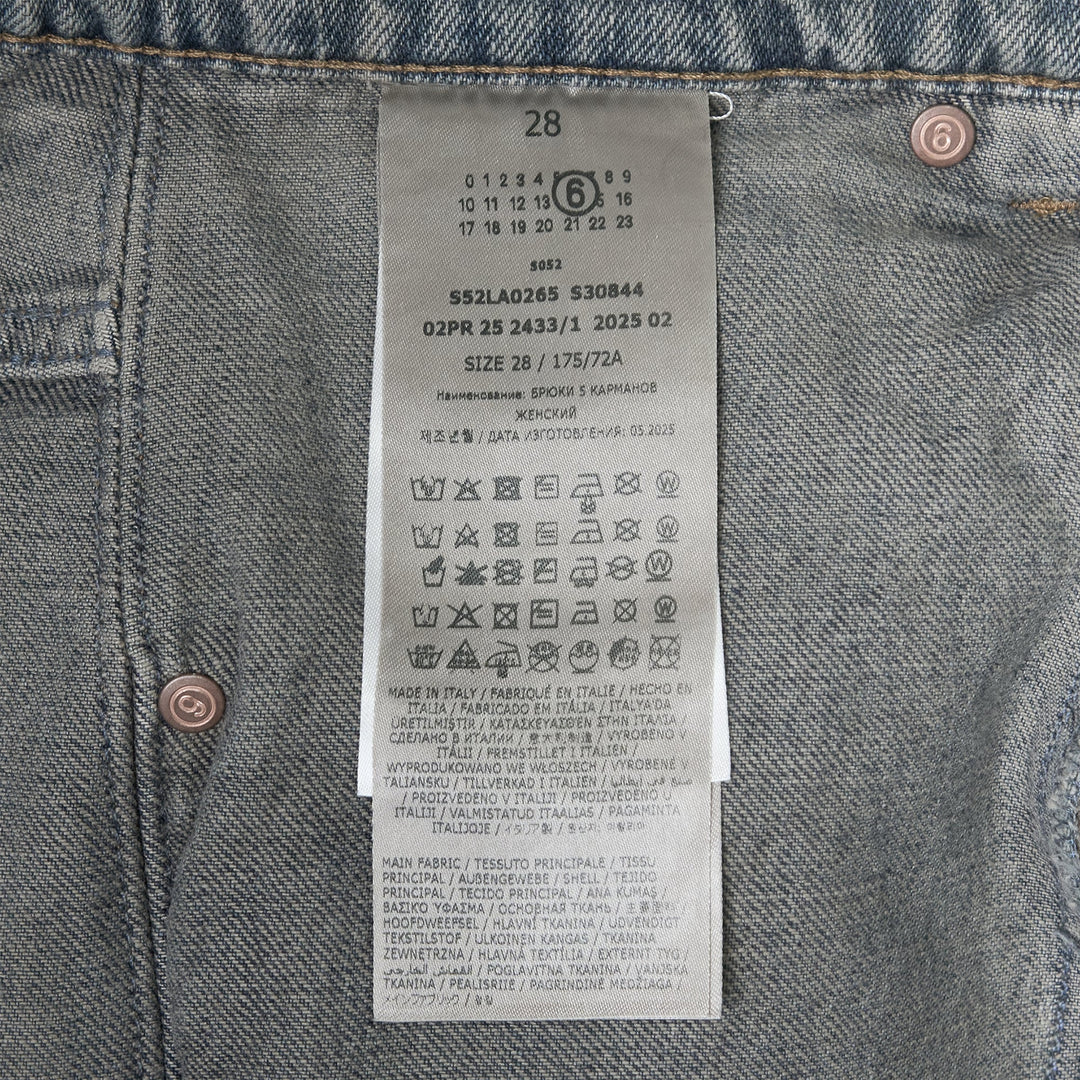 28
0 1 2 3 4 6 8 9
10 11 12 13 16
17 18 19 20 21 22 23
S052
S52LA0265 S30844
02PR 25 2433/1 2025 02
SIZE 28 / 175/72A
Наименование: БРЮКИ 5 КАРМАНОВ
ЖЕНСКИЙ
제조년월 / ДАТА ИЗГОТОВЛЕНИЯ: 03.2025
MADE IN ITALY / FABRIQUÉ EN ITALIE / HECHO EN
ITALIA / FABRICADO EM ITÁLIA / ITALYA'DA
ÜRETILMIŞTIR / ΚΑΤΑΣΚΕΥΑΣΘΕΝ ΣΤΗΝ ΙΤΑΛΙΑ /
СДЕЛАНО В ИТАЛИИ / 意大利制造 / VYROBENO V
ITÁLII / FREMSTILLET I ITALIEN /
WYPRODUKOWANO WE WŁOSZECH / VYROBENÉ V
TALIANSKU / TILLVERKAD I ITALIEN / صنع في إيطاليا
/ PROIZVEDENO V ITALIJI / PROIZVEDENO U
ITALIJI / VALMISTATUD ITAALIAS / PAGAMINTA
ITALIJOJE / イタリア製 / 원산지: 이탈리아
MAIN FABRIC / TESSUTO PRINCIPALE / TISSU
PRINCIPAL / AUßENGEWEBE / SHELL / TEJIDO
PRINCIPAL / TECIDO PRINCIPAL / ANA KUMAŞ /
ΒΑΣΙΚΟ ΥΦΑΣΜΑ / ОСНОВНАЯ ТКАНЬ / 主要面料 /
HOOFDWEEFSEL / HLAVNÍ TKANINA / UDVENDIGT
TEKSTILSTOF / ULKOINEN KANGAS / TKANINA
ZEWNĘTRZNA / HLAVNÁ TEXTÍLIA / EXTERNT TYG /
القماش الخارجي / POGLAVITNA TKANINA / VANJSKA
TKANINA / PEALISRIIE / PAGRINDINĖ MEDŽIAGA /
メインファブリック / 겉감
6
6